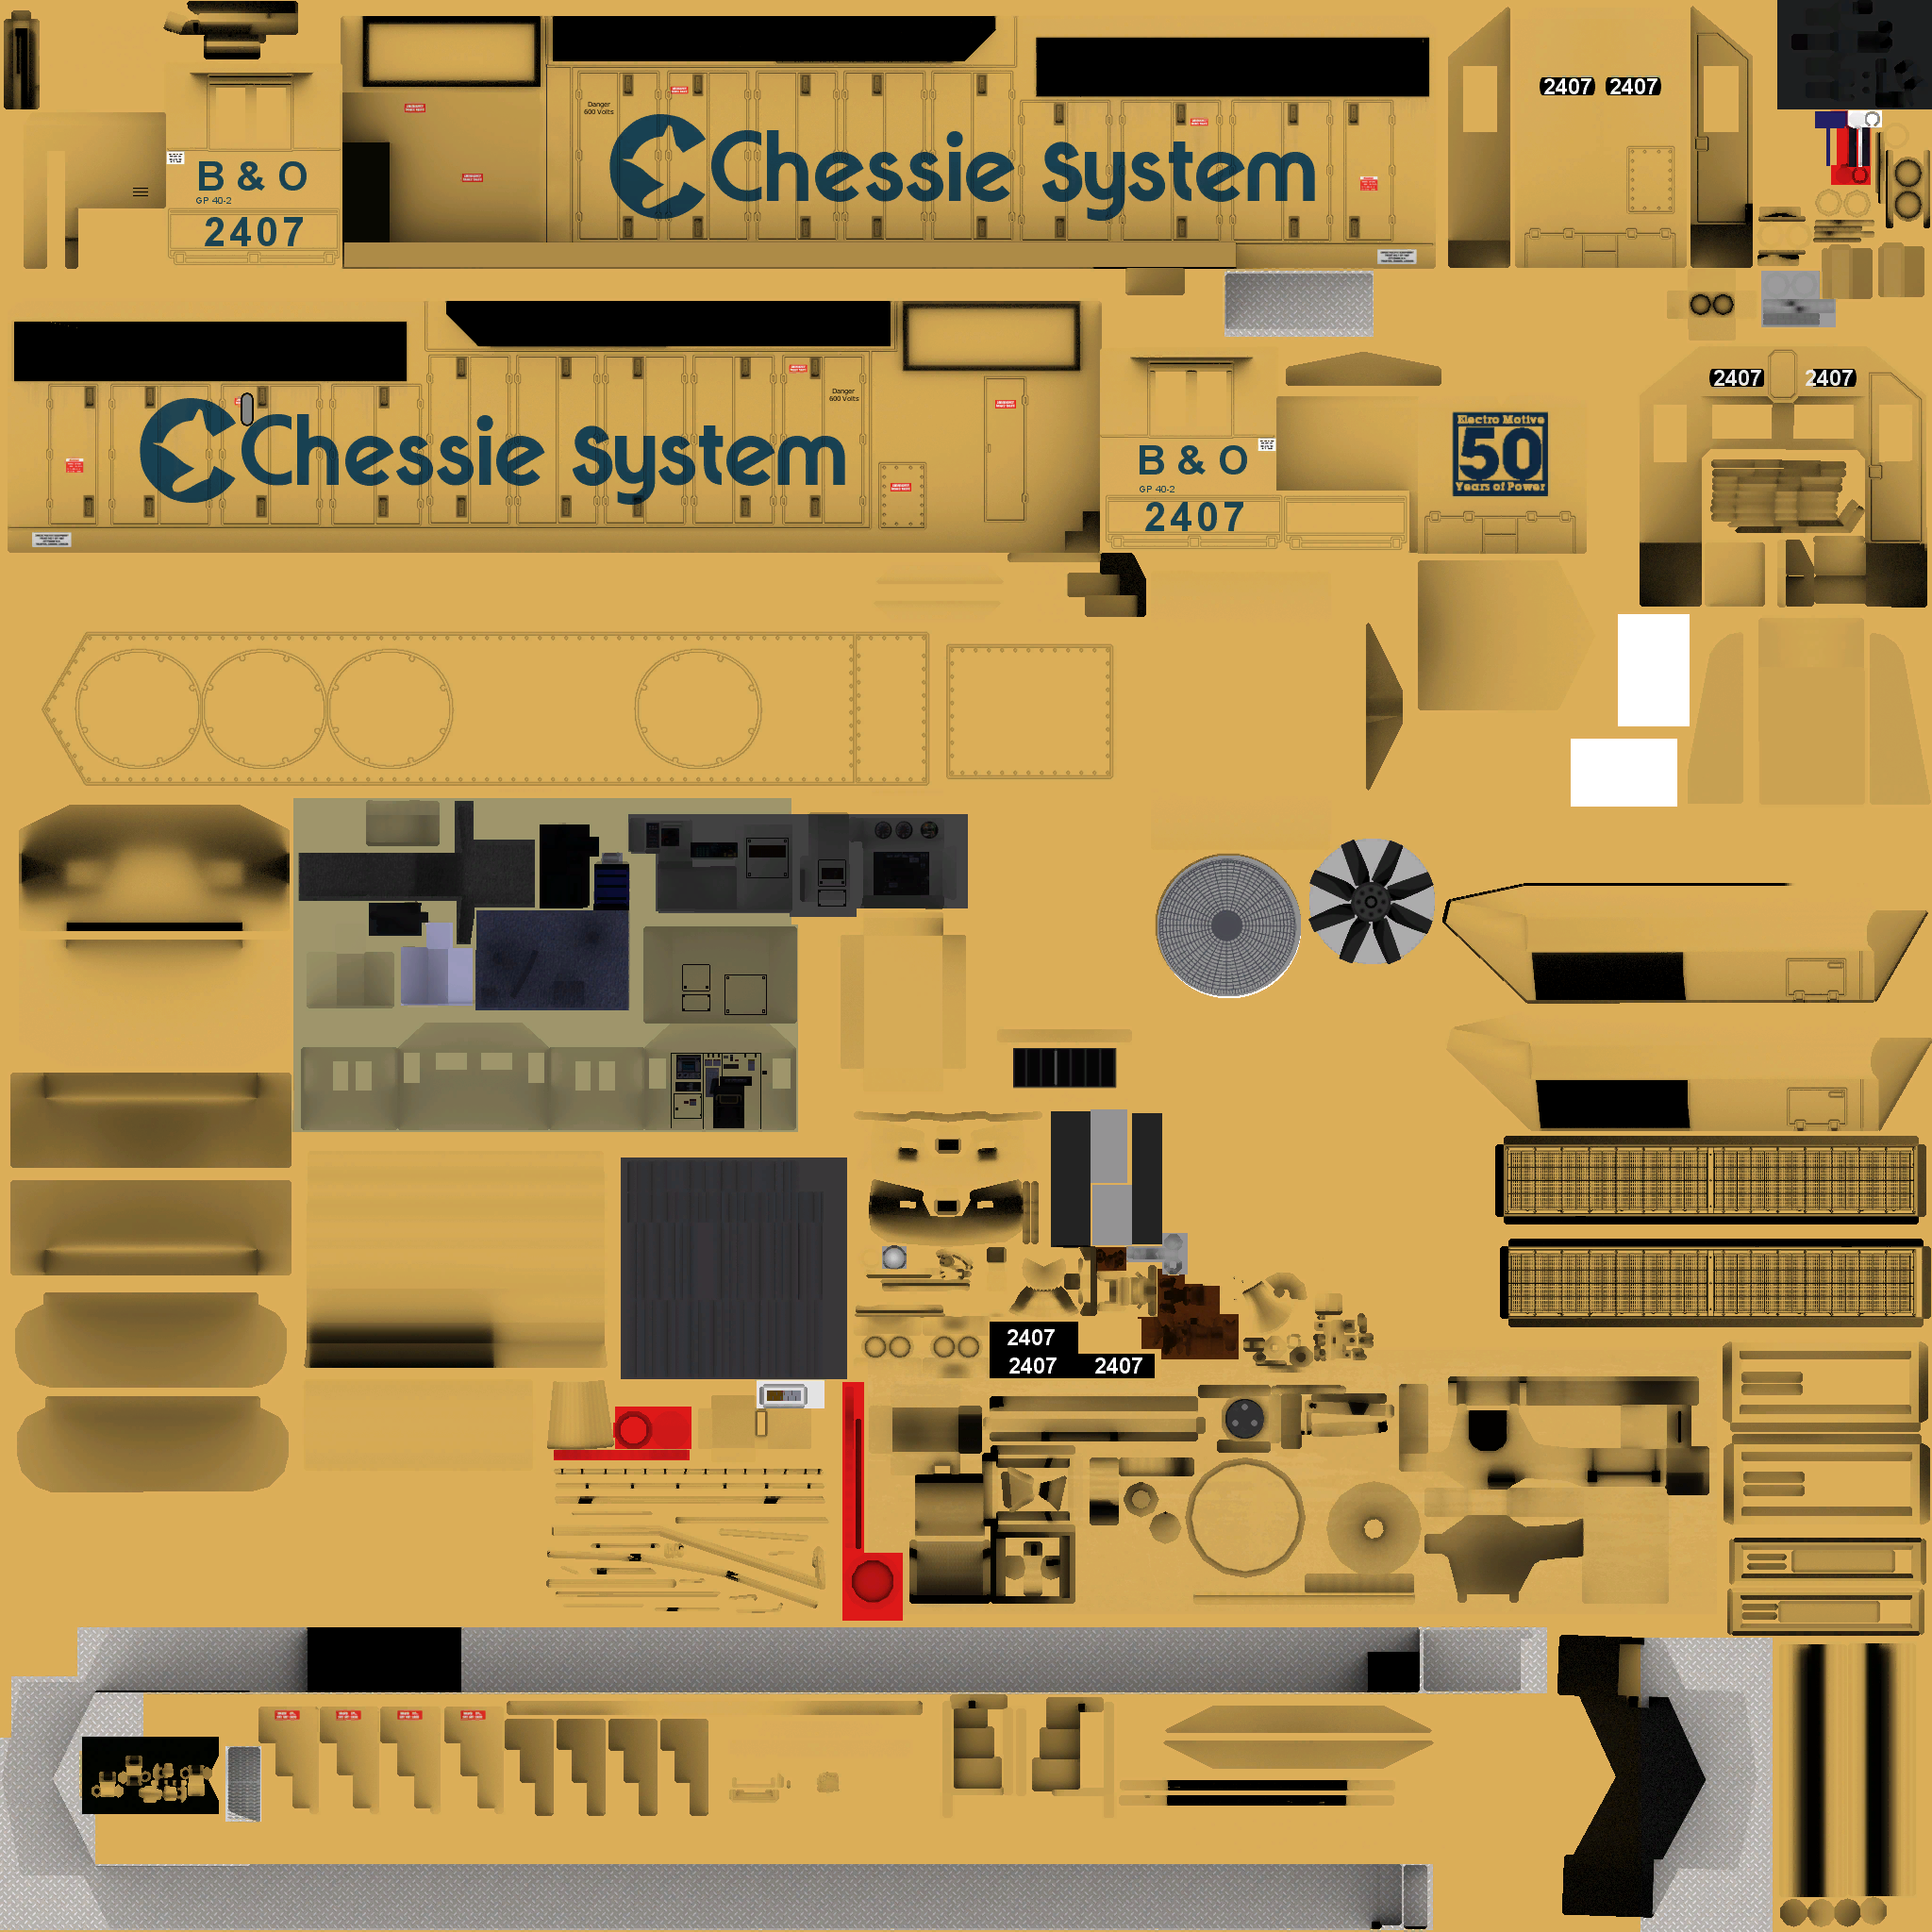 2407 2407
Danger
600 Volts
B & O
GP 40-2
2407
Chessie System
2407 2407
Danger
600 Volts
Chessie System
Electro Motive
50
Years of Power
B & O
GP 40-2
2407
2407
2407 2407